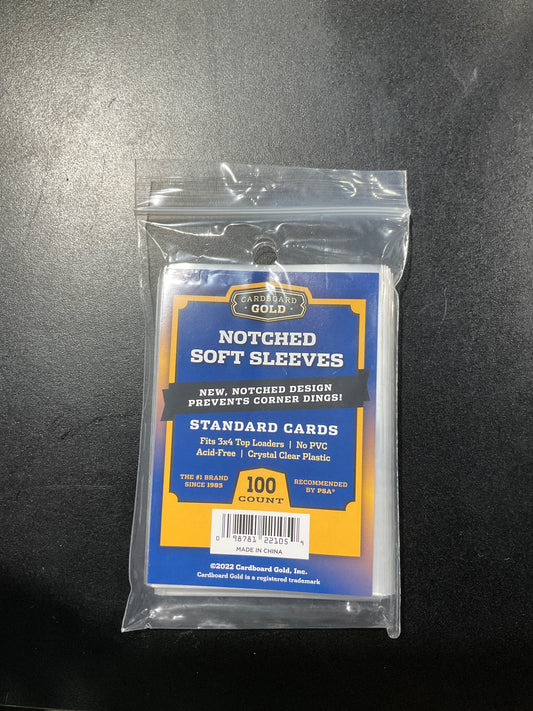 CARDBOARD
GOLD
NOTCHED
SOFT SLEEVES
NEW, NOTCHED DESIGN
PREVENTS CORNER DINGS!
STANDARD CARDS
Fits 3x4 Top Loaders | No PVC
Acid-Free | Crystal Clear Plastic
THE #1 BRAND
SINCE 1985
100
COUNT
RECOMMENDED
BY PSA®
0 98781 22105 9
MADE IN CHINA
©2022 Cardboard Gold, Inc.
Cardboard Gold is a registered trademark